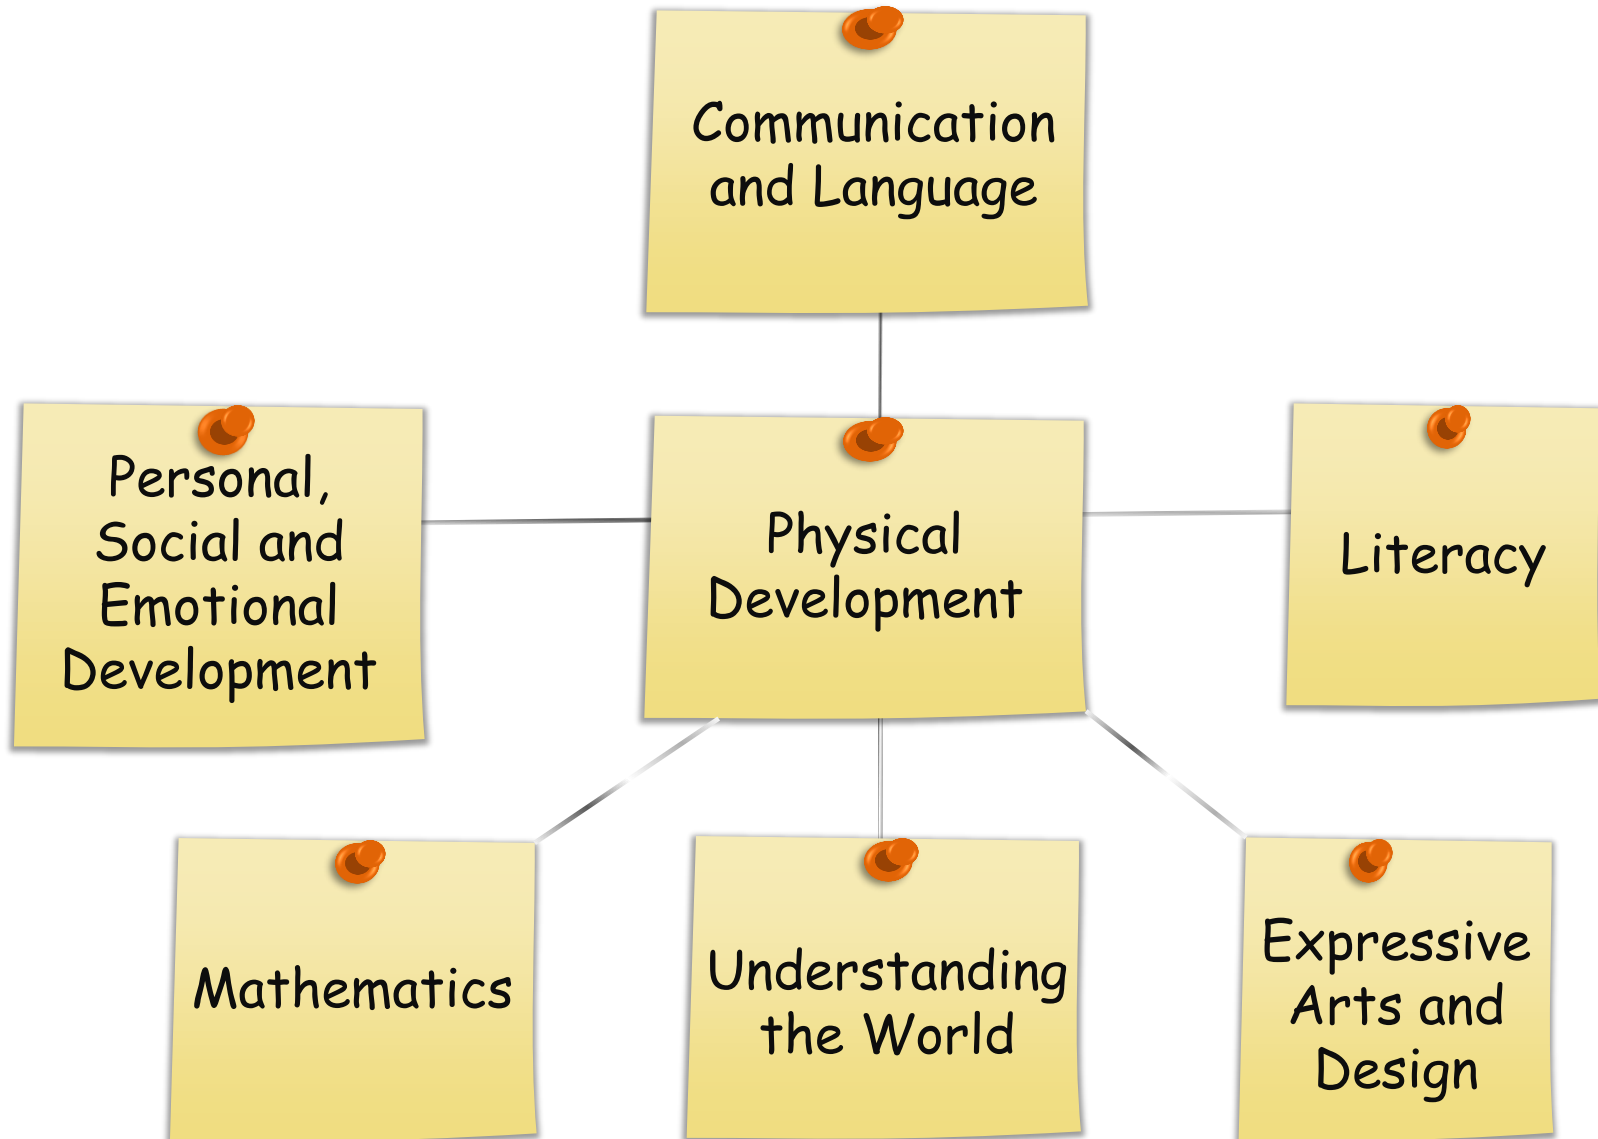 Communication
and Language
Personal,
Social and
Emotional
Development
Physical
Development
Literacy
Mathematics
Understanding
the World
Expressive
Arts and
Design